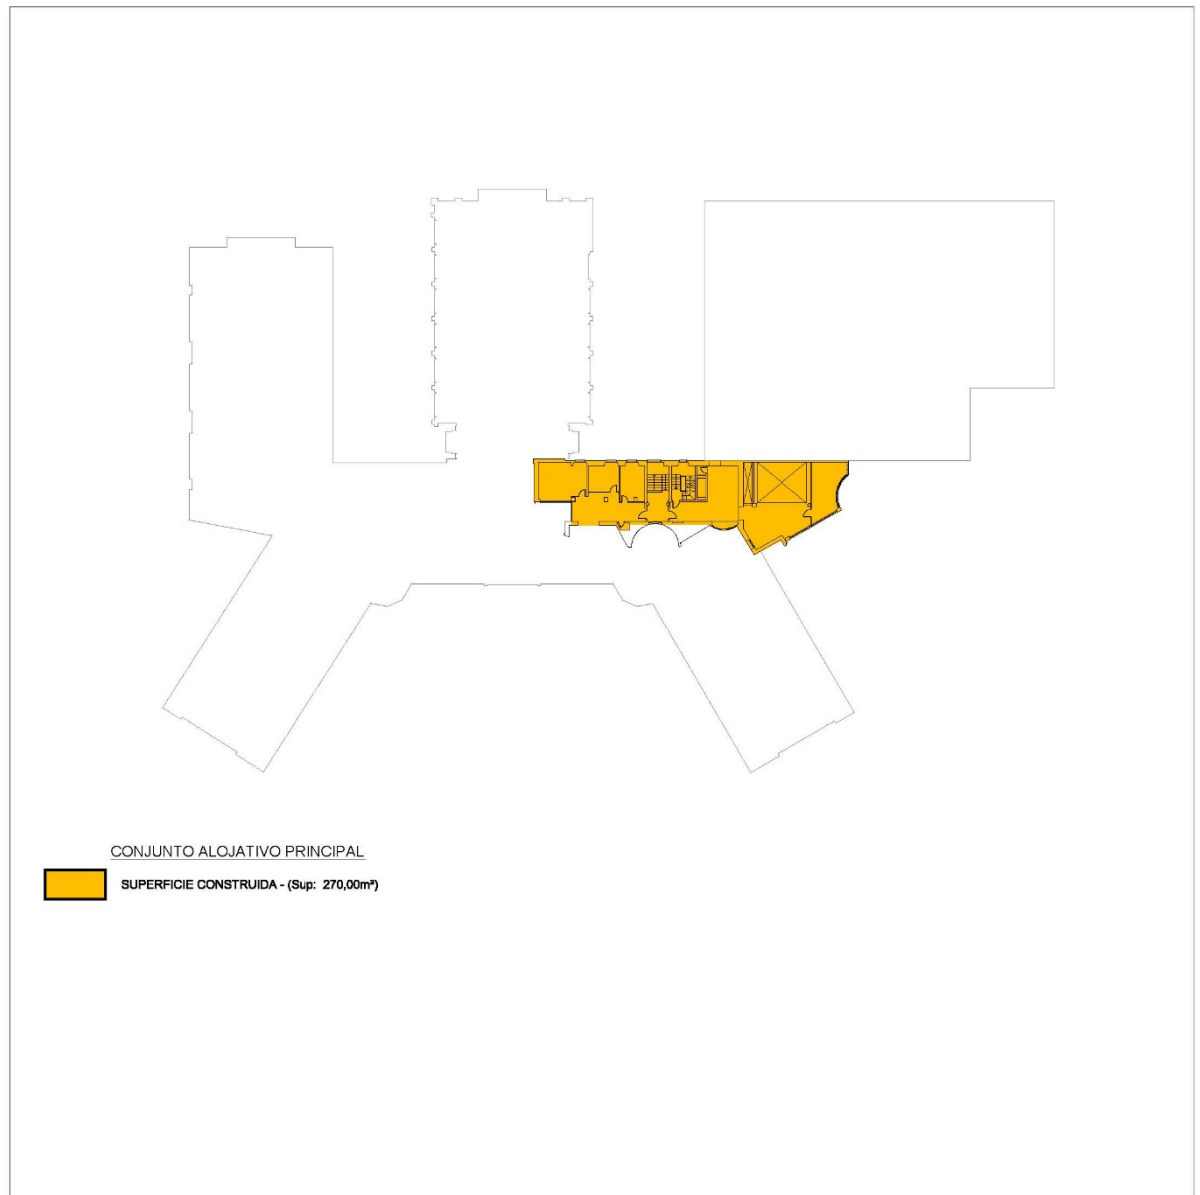 CONJUNTO ALOJATIVO PRINCIPAL
SUPERFICIE CONSTRUIDA - (Sup: 270,00m²)